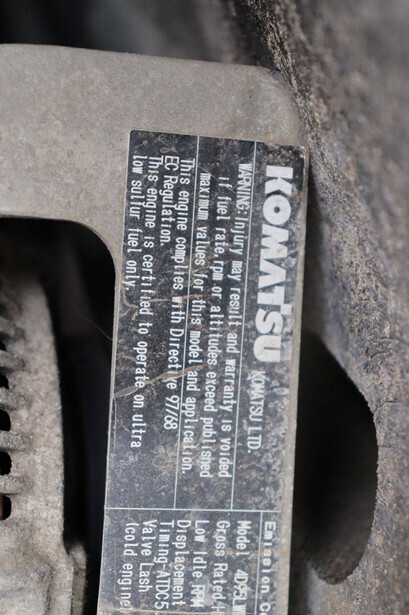 KOMATSU KOMATSU LTD.
WARNING:Injury may result and warranty is voided
if fuel rate,rpm or altitudes exceed published
maximum values for this model and application.
This engine complies with Directive 97/68
EC Regulation.
This engine is certified to operate on ultra
low sulfur fuel only.
Emission
Model
Gross Rated
Low Idle RPM
Displacement
Timing-ATDC
Valve Lash
(cold engine